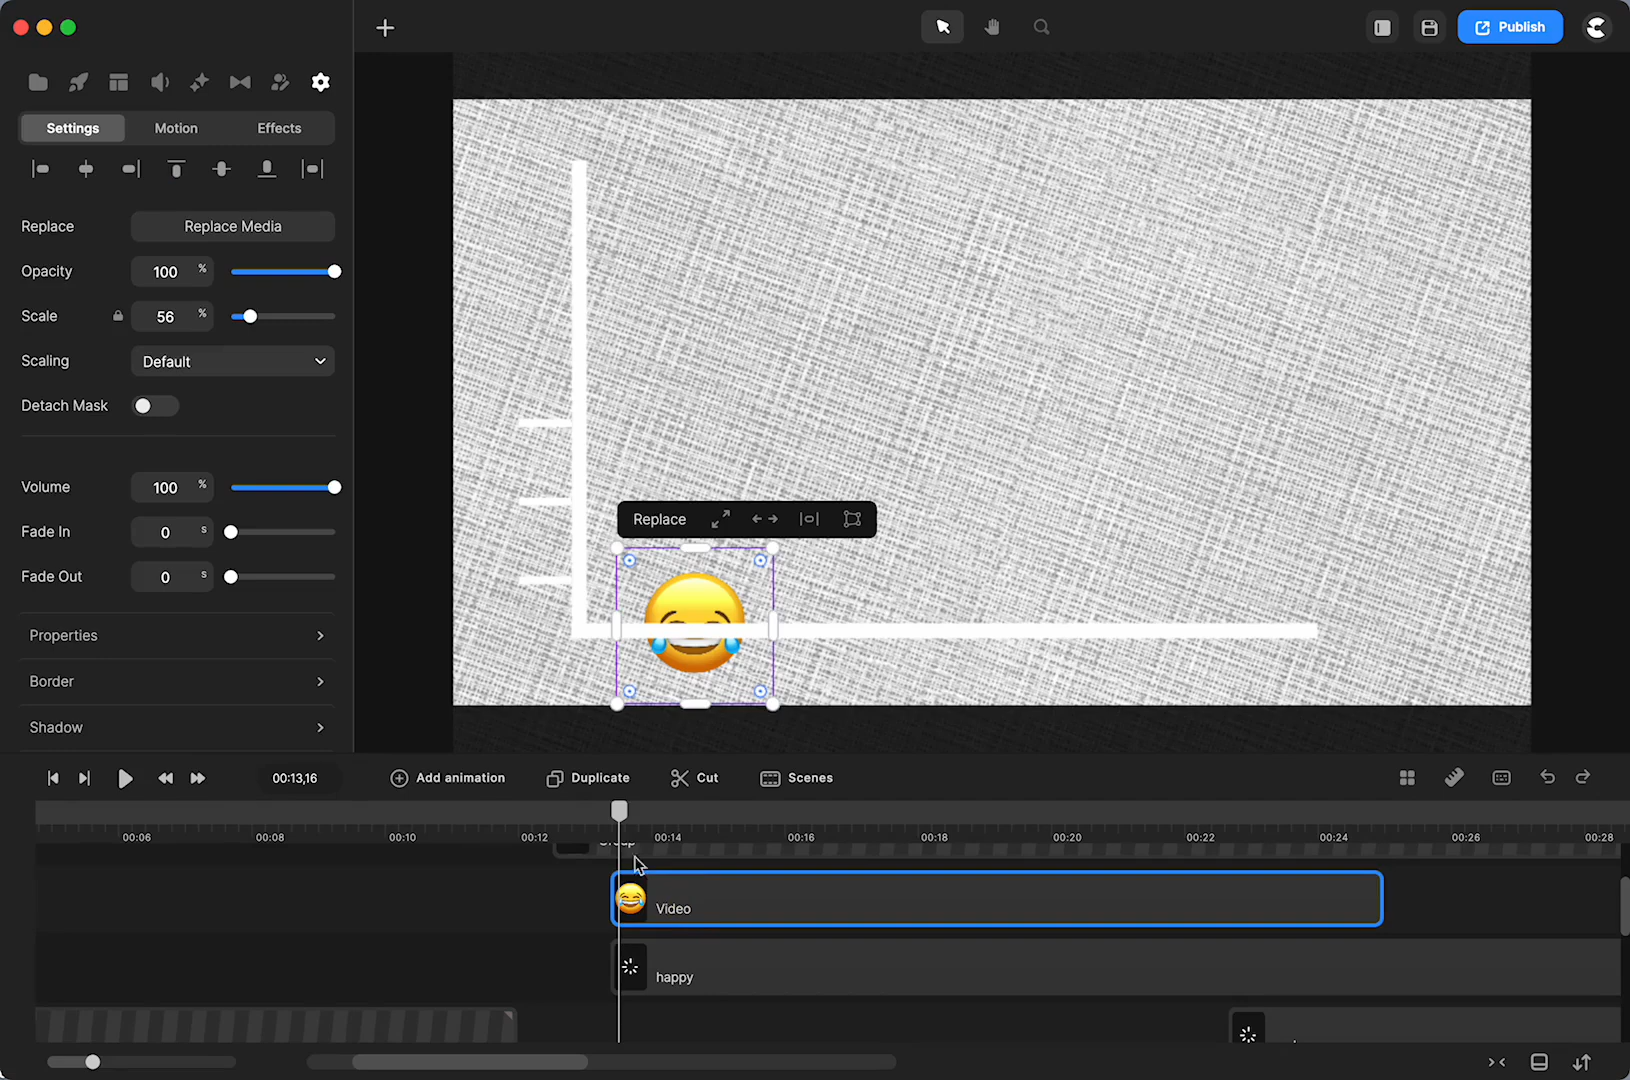 Publish
Settings Motion Effects
Replace Replace Media
Opacity 100 %
Scale 56 %
Scaling Default
Detach Mask
Volume 100 %
Fade In 0 s
Fade Out 0 s
Properties
Border
Shadow
Replace
00:13,16 Add animation Duplicate Cut Scenes
00:06 00:08 00:10 00:12 00:14 00:16 00:18 00:20 00:22 00:24 00:26 00:28
Group
Video
happy